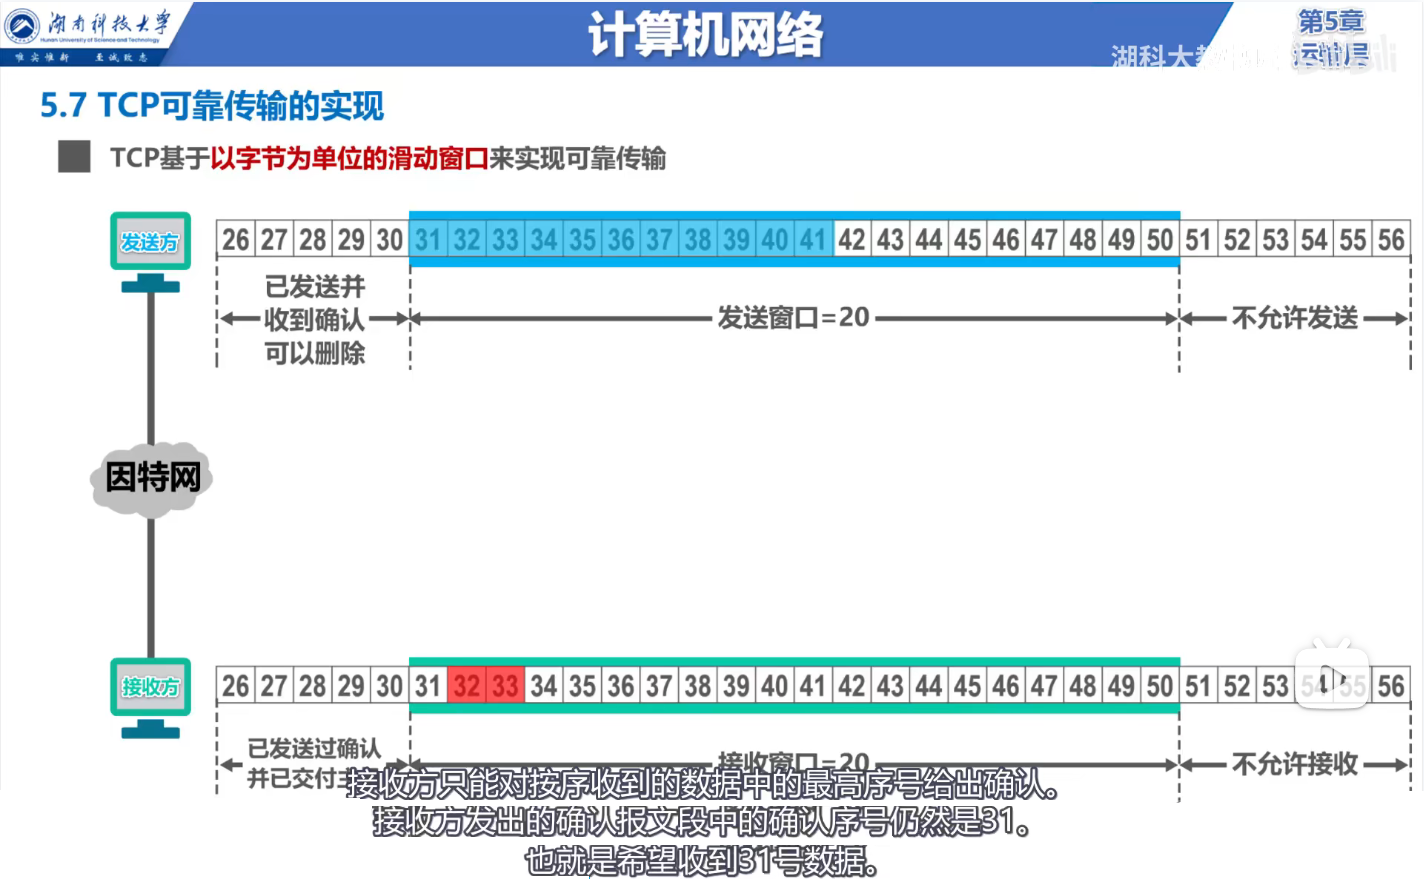 湖南科技大学
Hunan University of Science and Technology
唯实惟新 至诚致志
计算机网络
第5章
运输层
湖科大教
5.7 TCP可靠传输的实现
TCP基于以字节为单位的滑动窗口来实现可靠传输
发送方
26 27 28 29 30 31 32 33 34 35 36 37 38 39 40 41 42 43 44 45 46 47 48 49 50 51 52 53 54 55 56
已发送并
收到确认
可以删除
发送窗口=20
不允许发送
因特网
接收方
26 27 28 29 30 31 32 33 34 35 36 37 38 39 40 41 42 43 44 45 46 47 48 49 50 51 52 53 54 55 56
已发送过确认
并已交付主
接收窗口=20
不允许接收
接收方只能对按序收到的数据中的最高序号给出确认。
接收方发出的确认报文段中的确认序号仍然是31。
也就是希望收到31号数据。